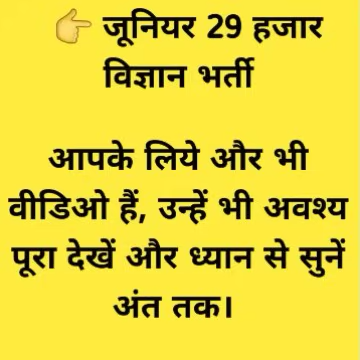 👉 जूनियर 29 हजार
विज्ञान भर्ती
आपके लिये और भी
वीडिओ हैं, उन्हें भी अवश्य
पूरा देखें और ध्यान से सुनें
अंत तक।